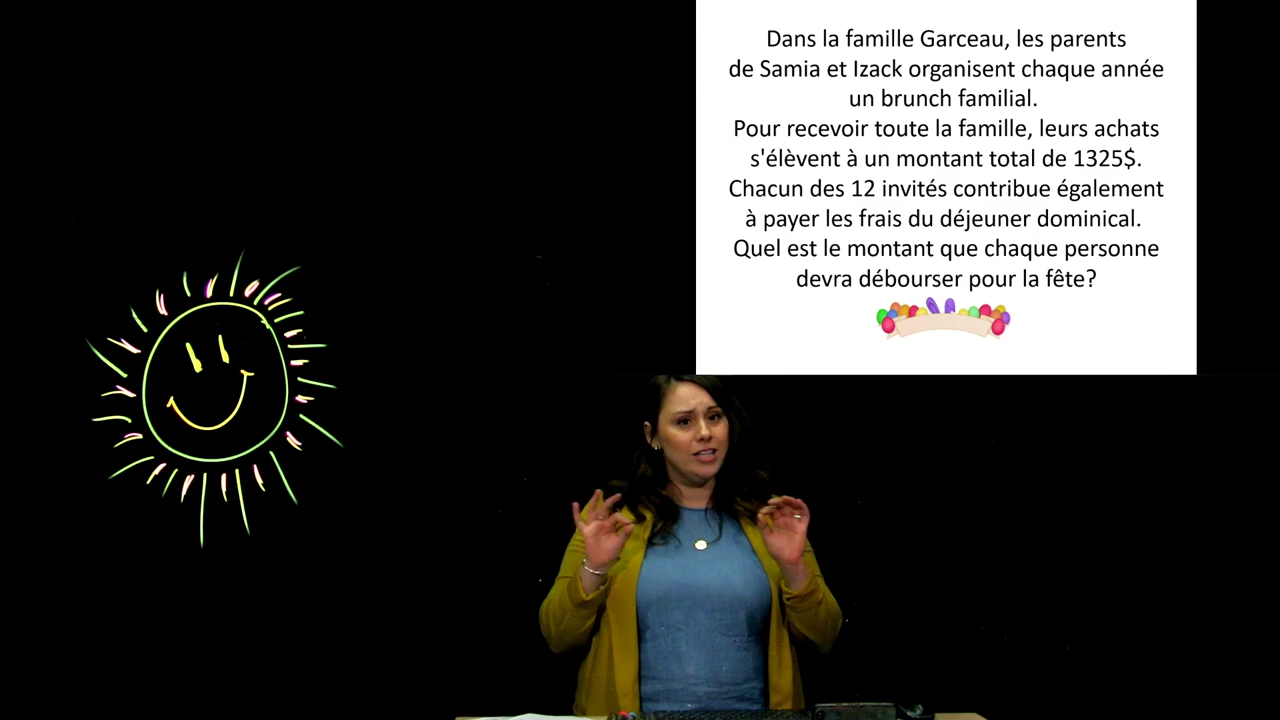 Dans la famille Garceau, les parents
de Samia et Izack organisent chaque année
un brunch familial.
Pour recevoir toute la famille, leurs achats
s'élèvent à un montant total de 1325$.
Chacun des 12 invités contribue également
à payer les frais du déjeuner dominical.
Quel est le montant que chaque personne
devra débourser pour la fête?